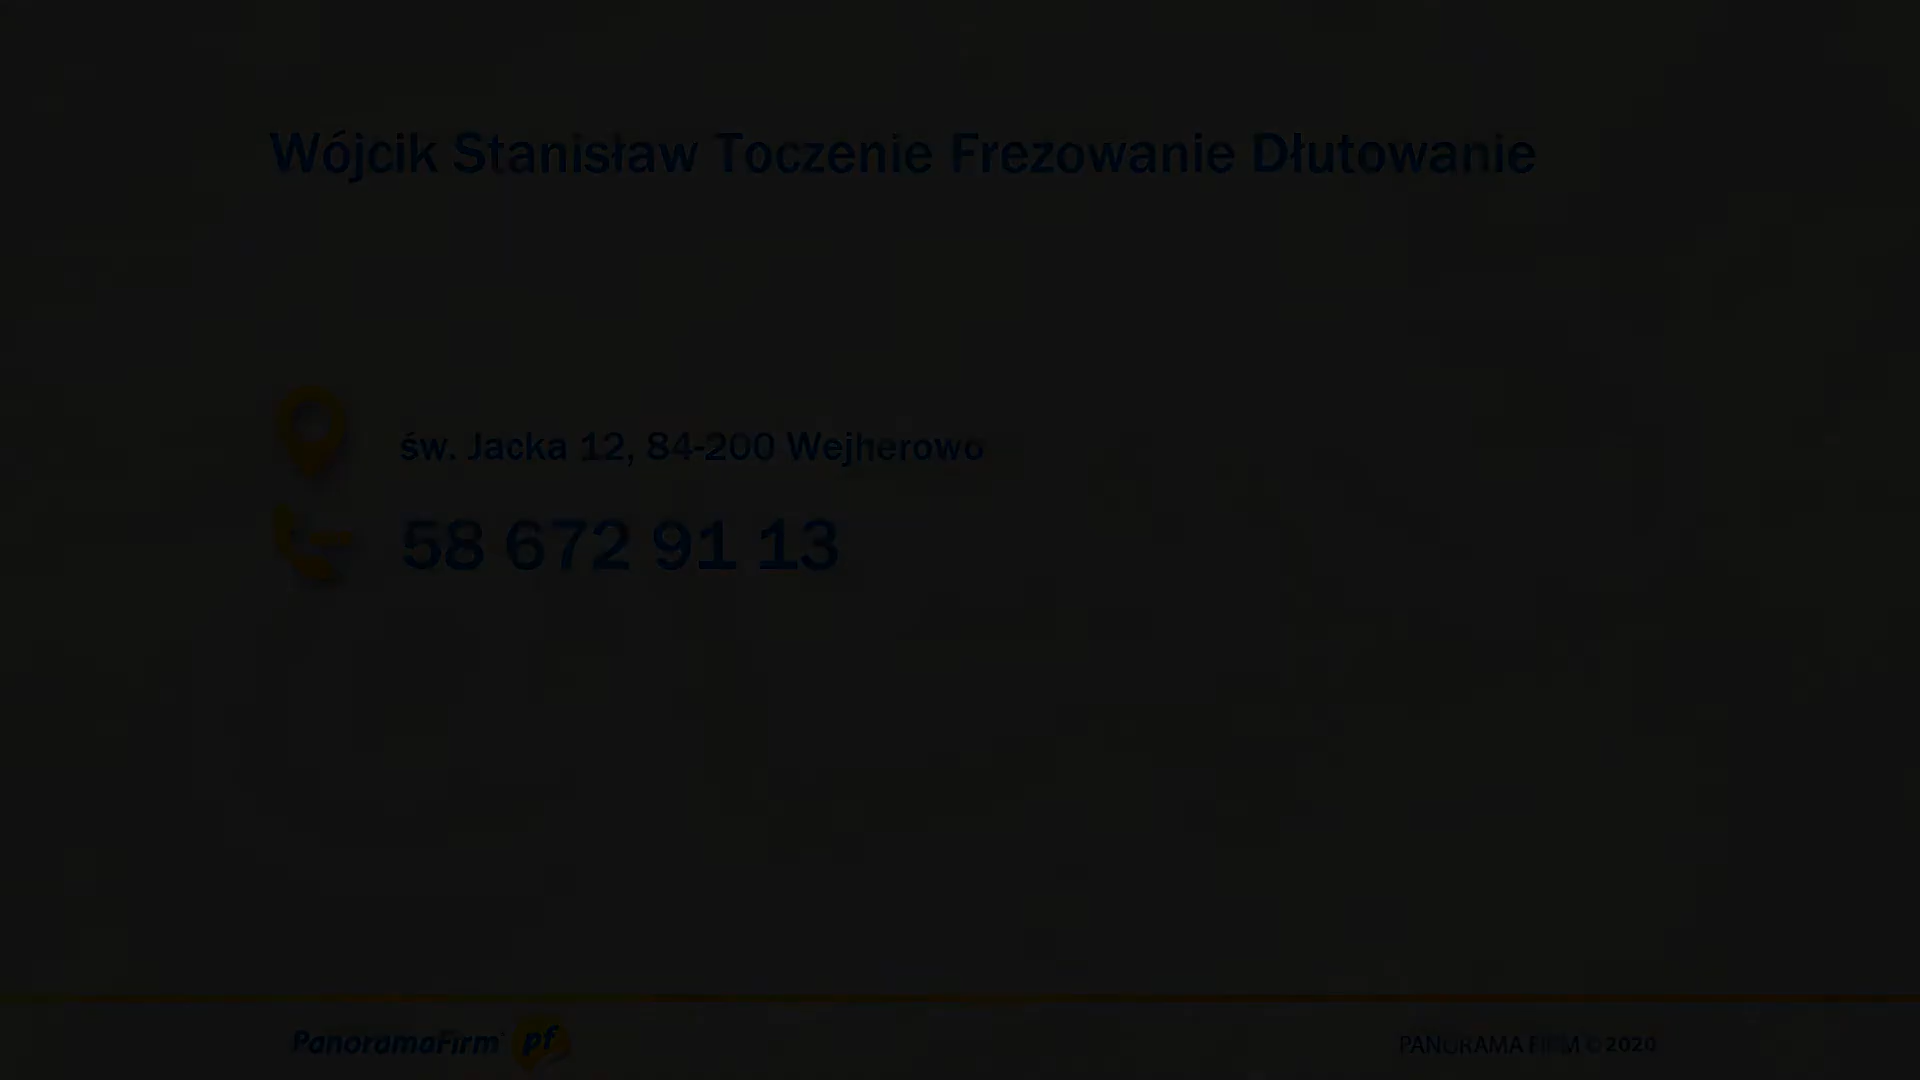 Wójcik Stanisław Toczenie Frezowanie Dłutowanie
św. Jacka 12, 84-200 Wejherowo
58 672 91 13
PanoramaFirm pf
PANORAMA FIRM © 2020